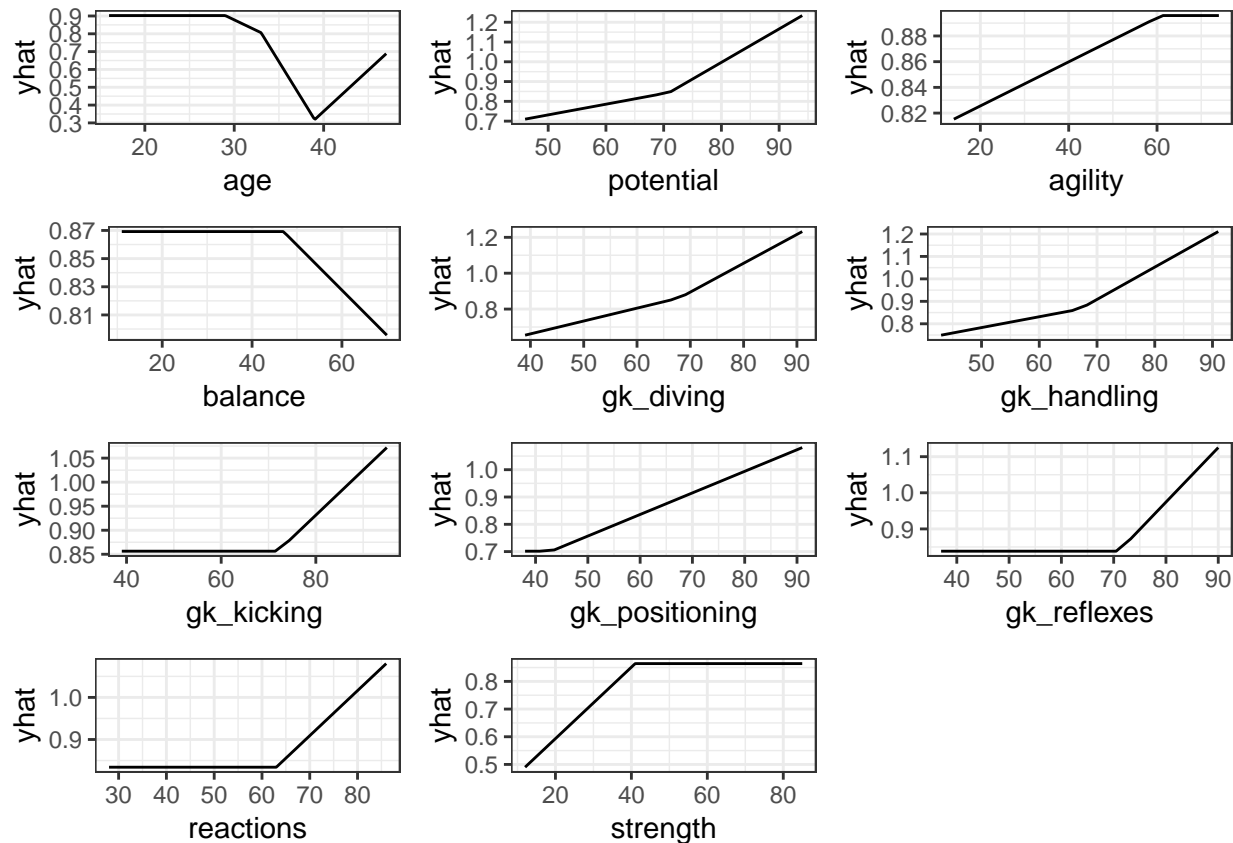 yhat
0.9
0.8
0.7
0.6
0.5
0.4
0.3
20 30 40
age
yhat
1.2
1.1
1.0
0.9
0.8
0.7
50 60 70 80 90
potential
yhat
0.88
0.86
0.84
0.82
20 40 60
agility
yhat
0.87
0.85
0.83
0.81
20 40 60
balance
yhat
1.2
1.0
0.8
40 50 60 70 80 90
gk_diving
yhat
1.2
1.1
1.0
0.9
0.8
50 60 70 80 90
gk_handling
yhat
1.05
1.00
0.95
0.90
0.85
40 60 80
gk_kicking
yhat
1.0
0.9
0.8
0.7
40 50 60 70 80 90
gk_positioning
yhat
1.1
1.0
0.9
40 50 60 70 80 90
gk_reflexes
yhat
1.0
0.9
30 40 50 60 70 80
reactions
yhat
0.8
0.7
0.6
0.5
20 40 60 80
strength